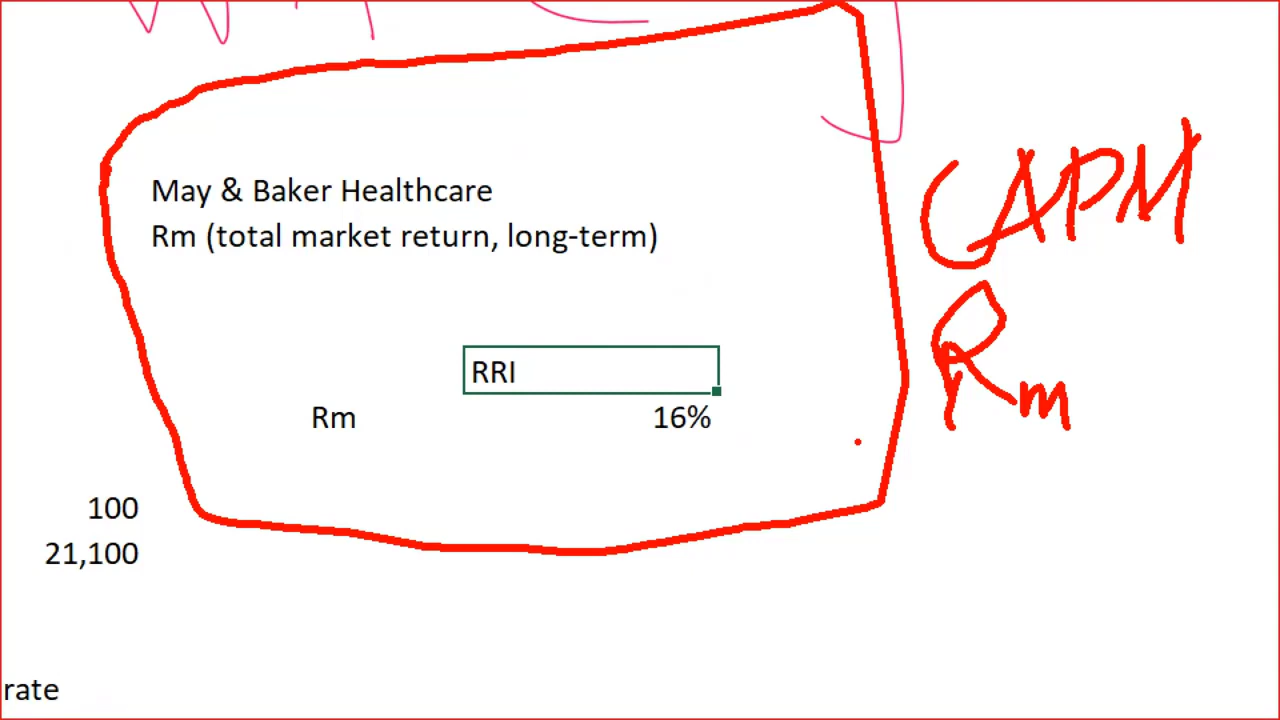 May & Baker Healthcare
Rm (total market return, long-term)
CAPM
Rm
RRI
Rm 16%
100
21,100
rate